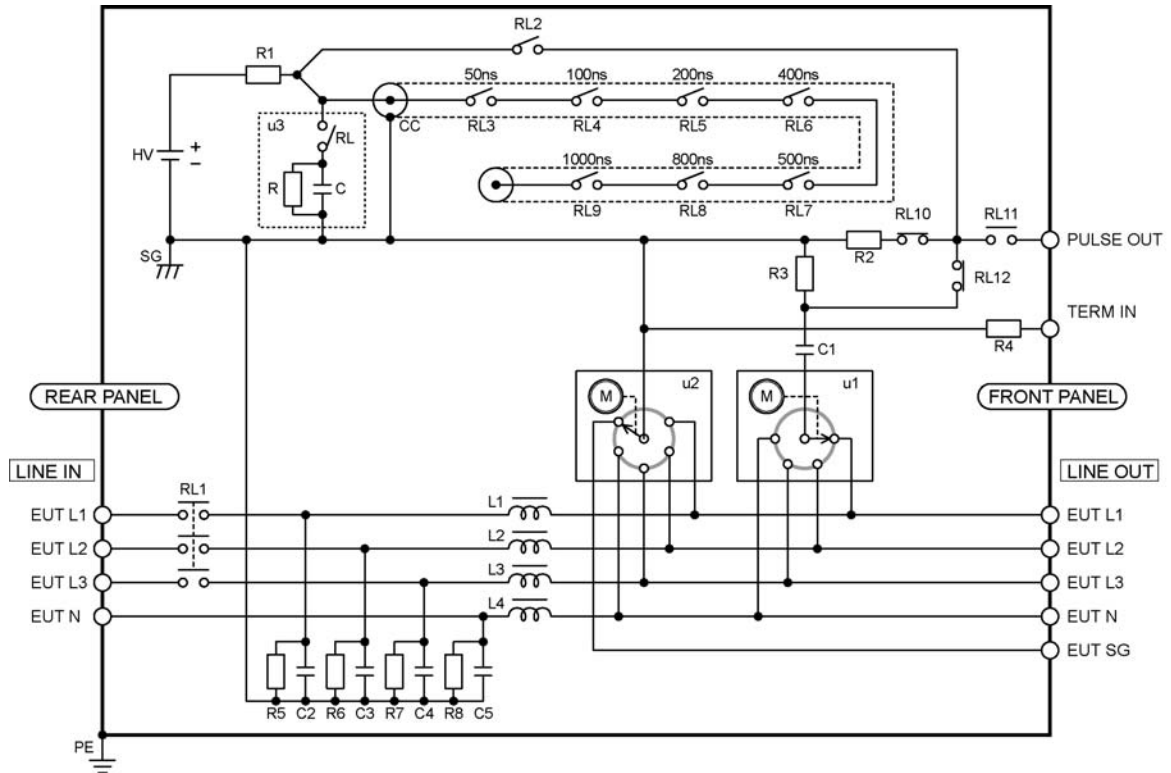 RL2
R1
50ns 100ns 200ns 400ns
u3
RL
CC
RL3 RL4 RL5 RL6
HV
+
−
R
C
1000ns 800ns 500ns
RL9 RL8 RL7
RL10 RL11
SG
PULSE OUT
R2
R3
RL12
TERM IN
R4
C1
u2
u1
M
M
REAR PANEL
FRONT PANEL
LINE IN
LINE OUT
RL1
L1
EUT L1
EUT L1
L2
EUT L2
EUT L2
L3
EUT L3
EUT L3
L4
EUT N
EUT N
EUT SG
R5 C2 R6 C3 R7 C4 R8 C5
PE